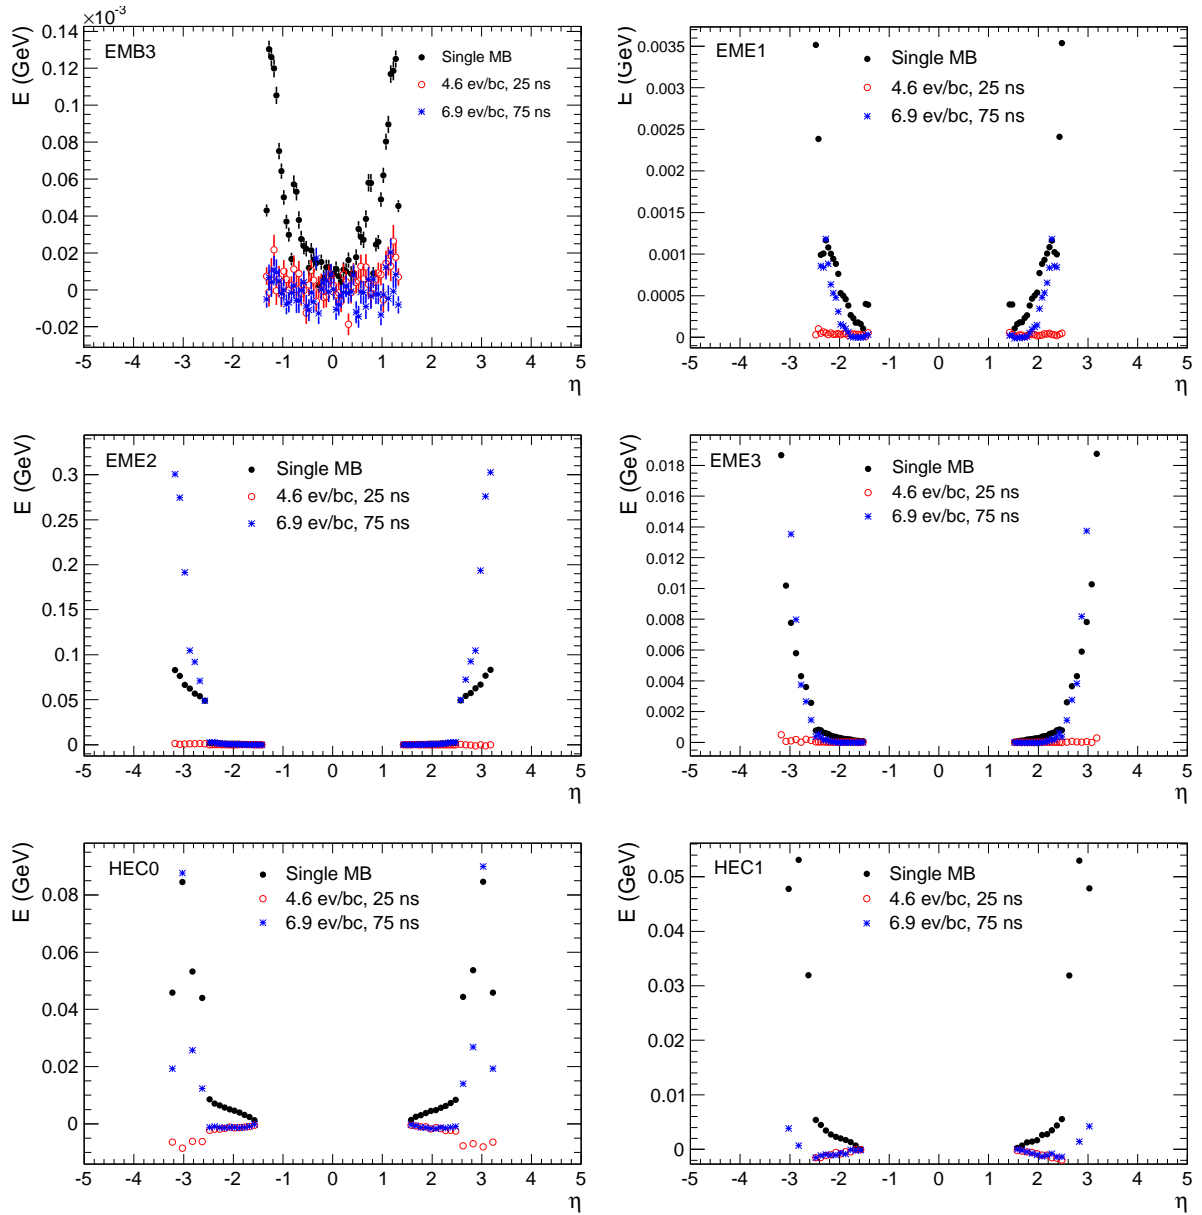 ×10⁻³
E (GeV)
0.14
0.12
0.1
0.08
0.06
0.04
0.02
0
-0.02
EMB3
Single MB
4.6 ev/bc, 25 ns
6.9 ev/bc, 75 ns
-5 -4 -3 -2 -1 0 1 2 3 4 5
η
E (GeV)
0.0035
0.003
0.0025
0.002
0.0015
0.001
0.0005
0
EME1
Single MB
4.6 ev/bc, 25 ns
6.9 ev/bc, 75 ns
-5 -4 -3 -2 -1 0 1 2 3 4 5
η
E (GeV)
0.3
0.25
0.2
0.15
0.1
0.05
0
EME2
Single MB
4.6 ev/bc, 25 ns
6.9 ev/bc, 75 ns
-5 -4 -3 -2 -1 0 1 2 3 4 5
η
E (GeV)
0.018
0.016
0.014
0.012
0.01
0.008
0.006
0.004
0.002
0
EME3
Single MB
4.6 ev/bc, 25 ns
6.9 ev/bc, 75 ns
-5 -4 -3 -2 -1 0 1 2 3 4 5
η
E (GeV)
0.08
0.06
0.04
0.02
0
HEC0
Single MB
4.6 ev/bc, 25 ns
6.9 ev/bc, 75 ns
-5 -4 -3 -2 -1 0 1 2 3 4 5
η
E (GeV)
0.05
0.04
0.03
0.02
0.01
0
HEC1
Single MB
4.6 ev/bc, 25 ns
6.9 ev/bc, 75 ns
-5 -4 -3 -2 -1 0 1 2 3 4 5
η